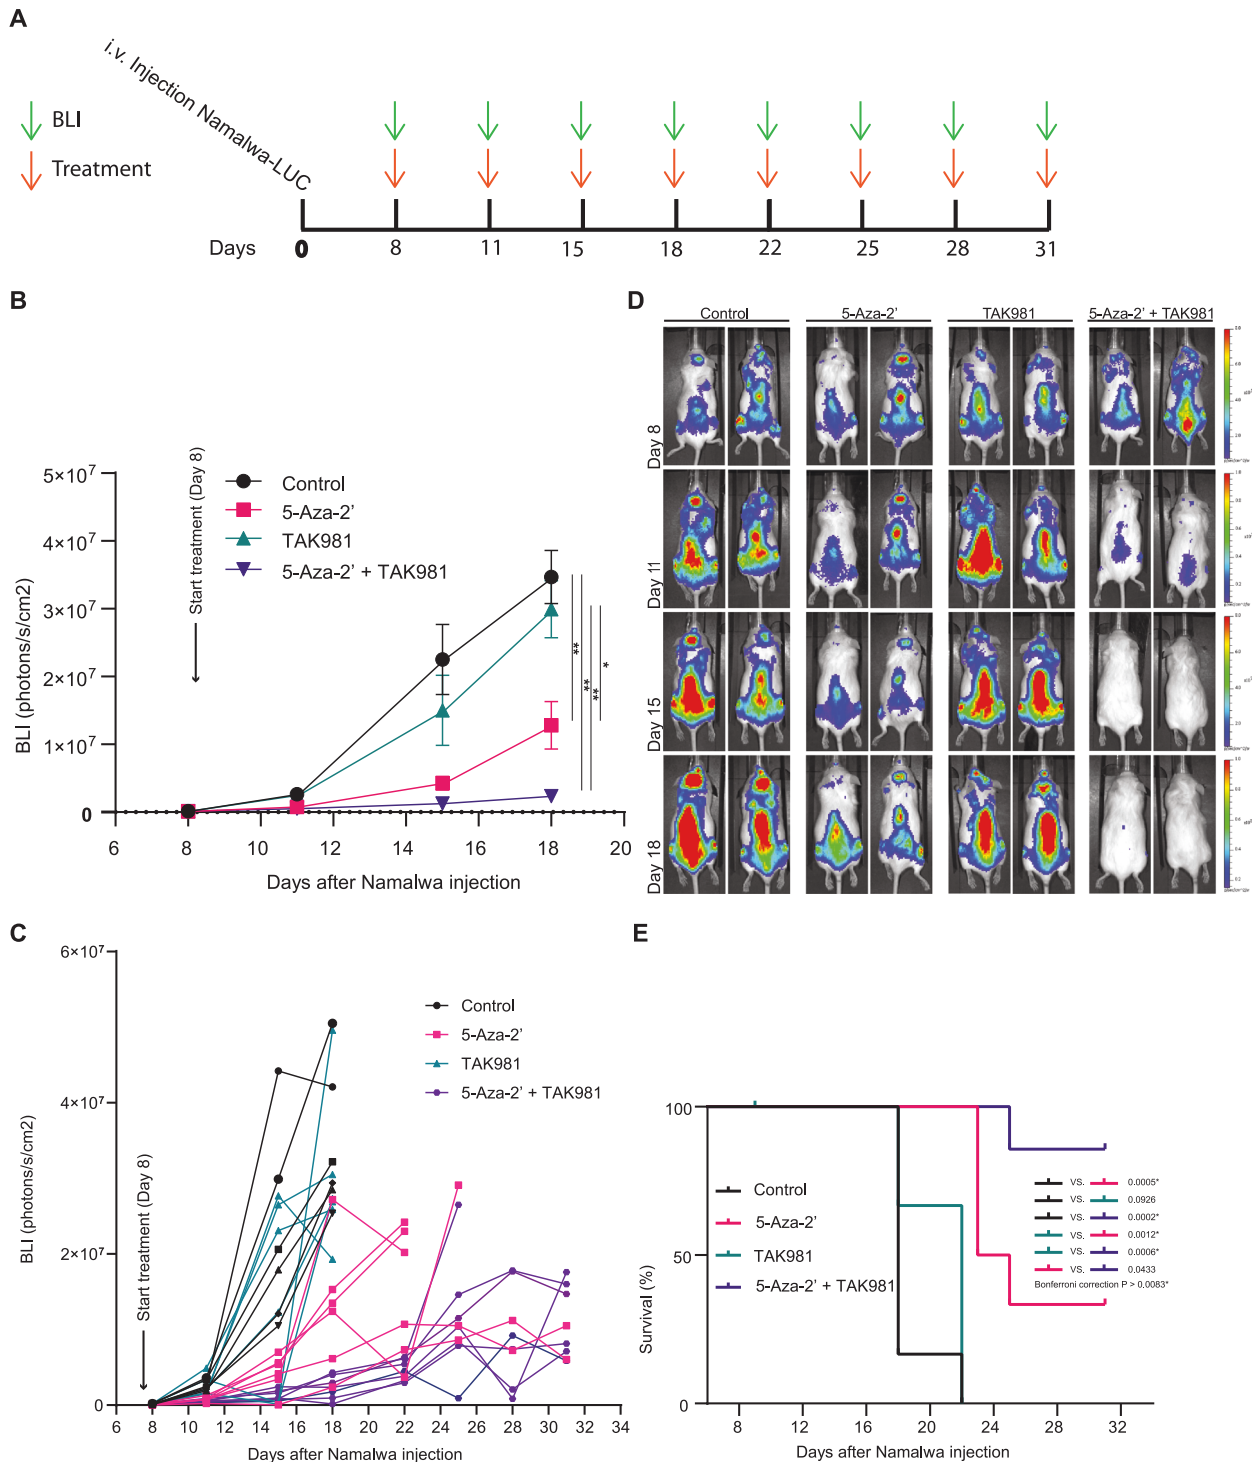 A
i.v. Injection Namalwa-LUC
BLI
Treatment
Days
0
8
11
15
18
22
25
28
31
B
5×10⁷
4×10⁷
3×10⁷
2×10⁷
1×10⁷
0
BLI (photons/s/cm2)
Start treatment (Day 8)
Control
5-Aza-2'
TAK981
5-Aza-2' + TAK981
**
**
**
*
6 8 10 12 14 16 18 20
Days after Namalwa injection
D
Control 5-Aza-2' TAK981 5-Aza-2' + TAK981
Day 8
Day 11
Day 15
Day 18
C
6×10⁷
4×10⁷
2×10⁷
0
BLI (photons/s/cm2)
Start treatment (Day 8)
Control
5-Aza-2'
TAK981
5-Aza-2' + TAK981
6 8 10 12 14 16 18 20 22 24 26 28 30 32 34
Days after Namalwa injection
E
100
50
0
Survival (%)
Control
5-Aza-2'
TAK981
5-Aza-2' + TAK981
VS. 0.0005*
VS. 0.0926
VS. 0.0002*
VS. 0.0012*
VS. 0.0006*
VS. 0.0433
Bonferroni correction P > 0.0083*
8 12 16 20 24 28 32
Days after Namalwa injection